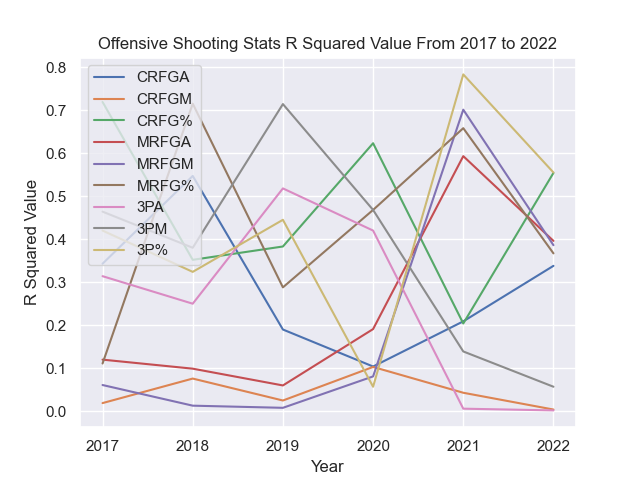 Offensive Shooting Stats R Squared Value From 2017 to 2022
0.8
0.7
0.6
0.5
0.4
0.3
0.2
0.1
0.0
R Squared Value
CRFGA
CRFGM
CRFG%
MRFGA
MRFGM
MRFG%
3PA
3PM
3P%
2017 2018 2019 2020 2021 2022
Year